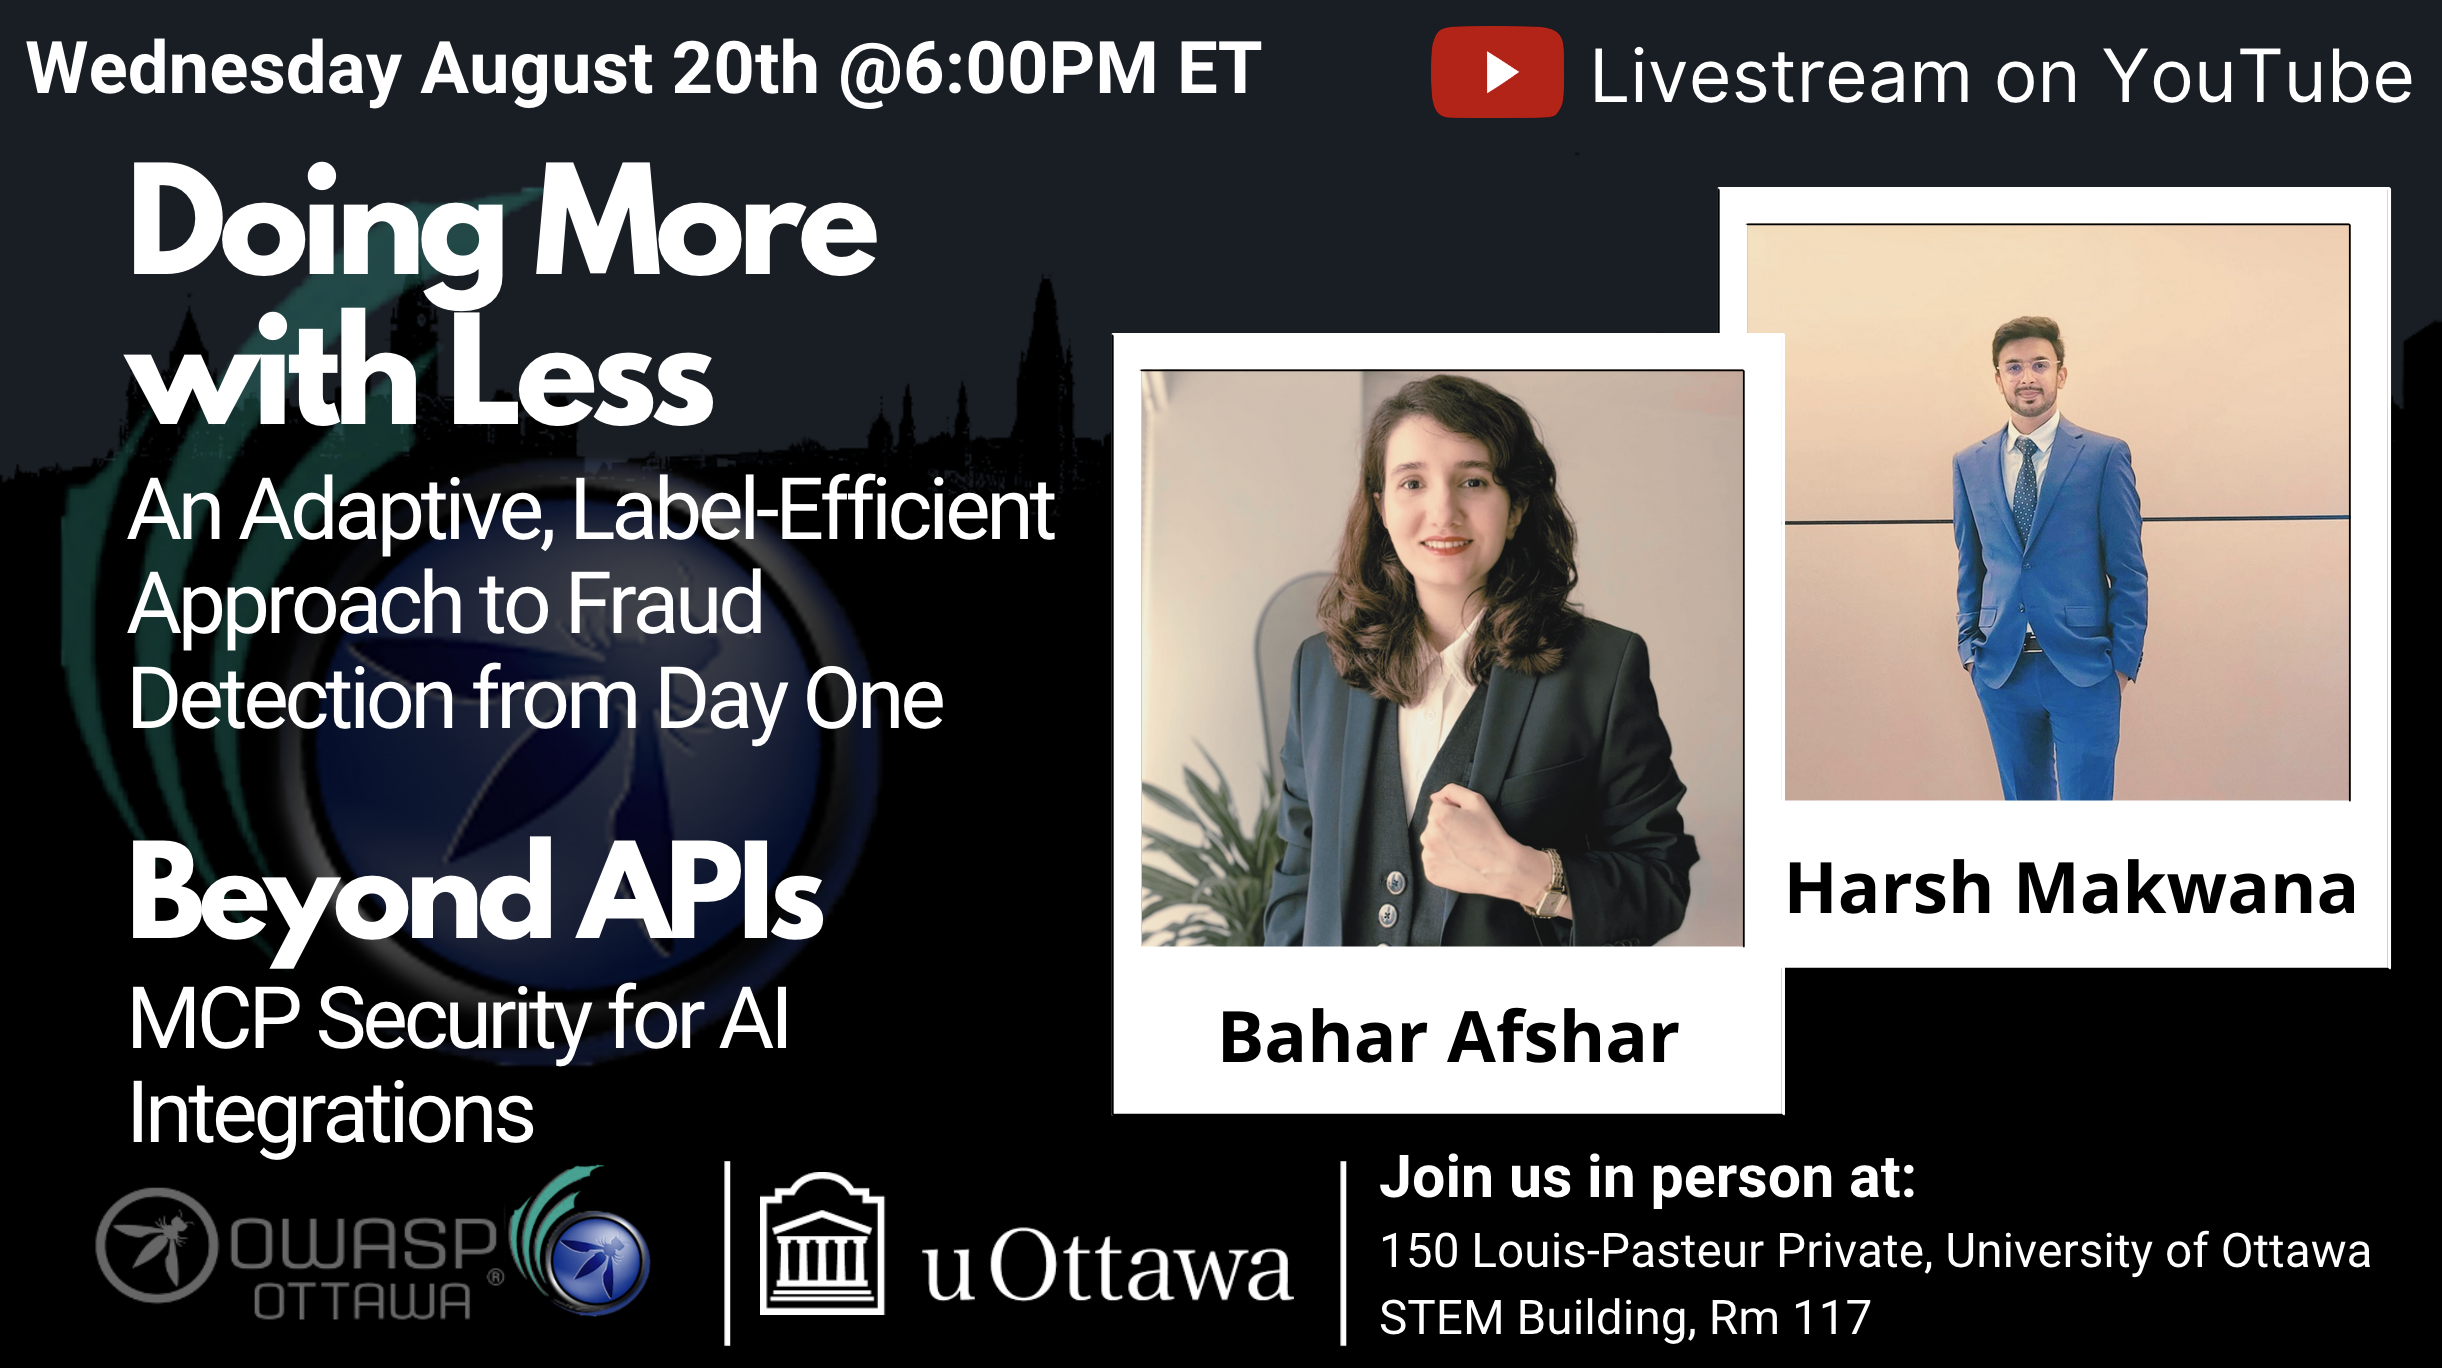 Wednesday August 20th @6:00PM ET
Livestream on YouTube
Doing More
with Less
An Adaptive, Label-Efficient
Approach to Fraud
Detection from Day One
Beyond APIs
MCP Security for AI
Integrations
Harsh Makwana
Bahar Afshar
OWASP®
OTTAWA
uOttawa
Join us in person at:
150 Louis-Pasteur Private, University of Ottawa
STEM Building, Rm 117